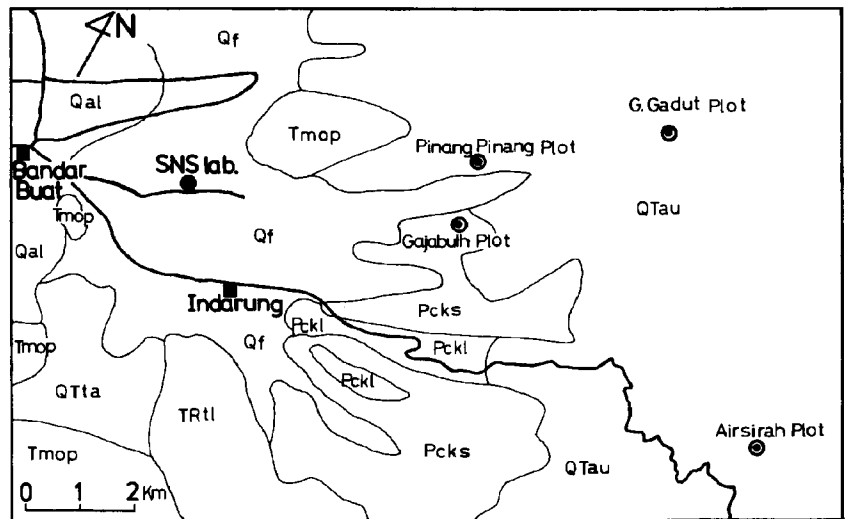 N
Qf
Qal
G.Gadut Plot
Tmop
Pinang Pinang Plot
Bandar
Buat
SNS lab.
Tmop
QTau
Qf
Gajabuih Plot
Qal
Indarung
Pcks
Pckl
Qf
Pckl
Tmop
Pckl
QTta
TRtl
Airsirah Plot
Pcks
Tmop
QTau
0 1 2 Km